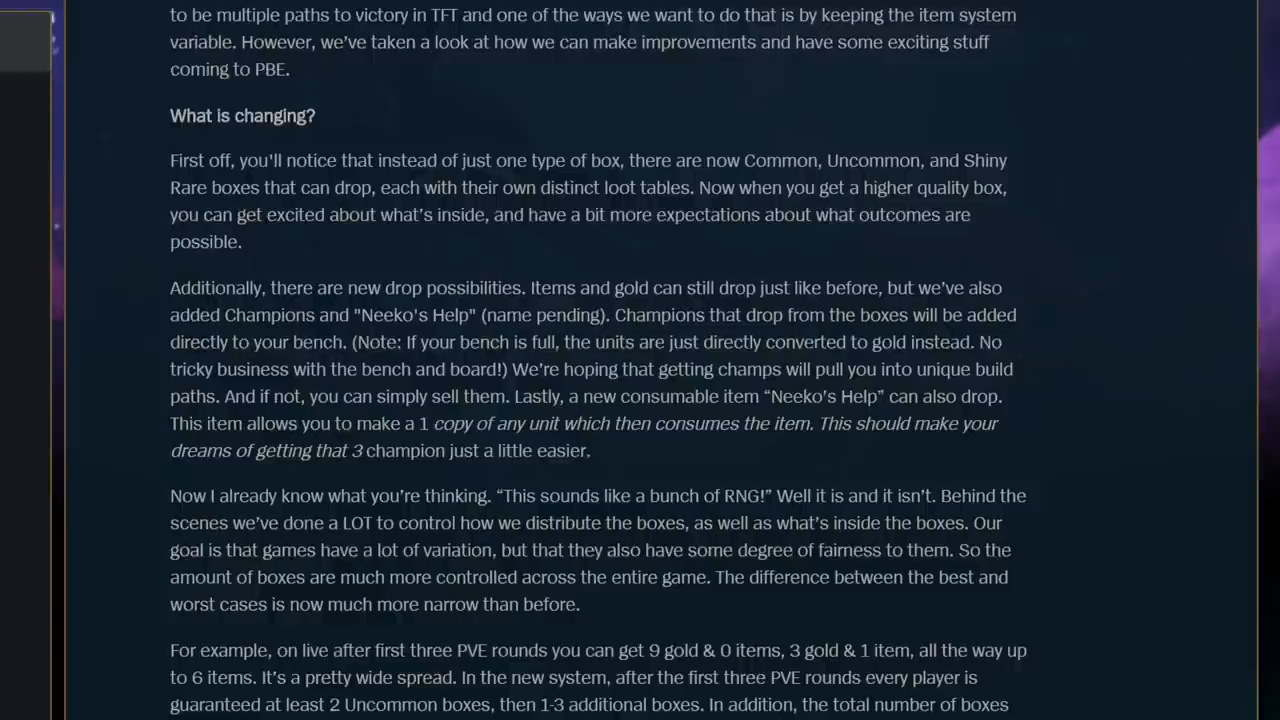 to be multiple paths to victory in TFT and one of the ways we want to do that is by keeping the item system
variable. However, we’ve taken a look at how we can make improvements and have some exciting stuff
coming to PBE.
What is changing?
First off, you'll notice that instead of just one type of box, there are now Common, Uncommon, and Shiny
Rare boxes that can drop, each with their own distinct loot tables. Now when you get a higher quality box,
you can get excited about what’s inside, and have a bit more expectations about what outcomes are
possible.
Additionally, there are new drop possibilities. Items and gold can still drop just like before, but we’ve also
added Champions and "Neeko's Help" (name pending). Champions that drop from the boxes will be added
directly to your bench. (Note: If your bench is full, the units are just directly converted to gold instead. No
tricky business with the bench and board!) We’re hoping that getting champs will pull you into unique build
paths. And if not, you can simply sell them. Lastly, a new consumable item “Neeko’s Help” can also drop.
This item allows you to make a 1 copy of any unit which then consumes the item. This should make your
dreams of getting that 3 champion just a little easier.
Now I already know what you’re thinking. “This sounds like a bunch of RNG!” Well it is and it isn’t. Behind the
scenes we’ve done a LOT to control how we distribute the boxes, as well as what’s inside the boxes. Our
goal is that games have a lot of variation, but that they also have some degree of fairness to them. So the
amount of boxes are much more controlled across the entire game. The difference between the best and
worst cases is now much more narrow than before.
For example, on live after first three PVE rounds you can get 9 gold & 0 items, 3 gold & 1 item, all the way up
to 6 items. It’s a pretty wide spread. In the new system, after the first three PVE rounds every player is
guaranteed at least 2 Uncommon boxes, then 1-3 additional boxes. In addition, the total number of boxes